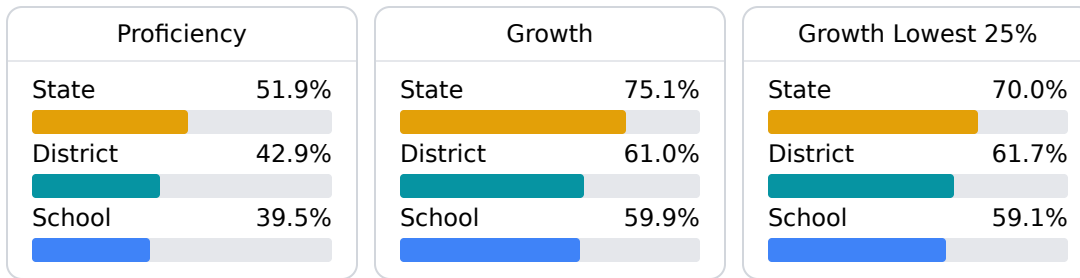 Proficiency
State 51.9%
District 42.9%
School 39.5%
Growth
State 75.1%
District 61.0%
School 59.9%
Growth Lowest 25%
State 70.0%
District 61.7%
School 59.1%